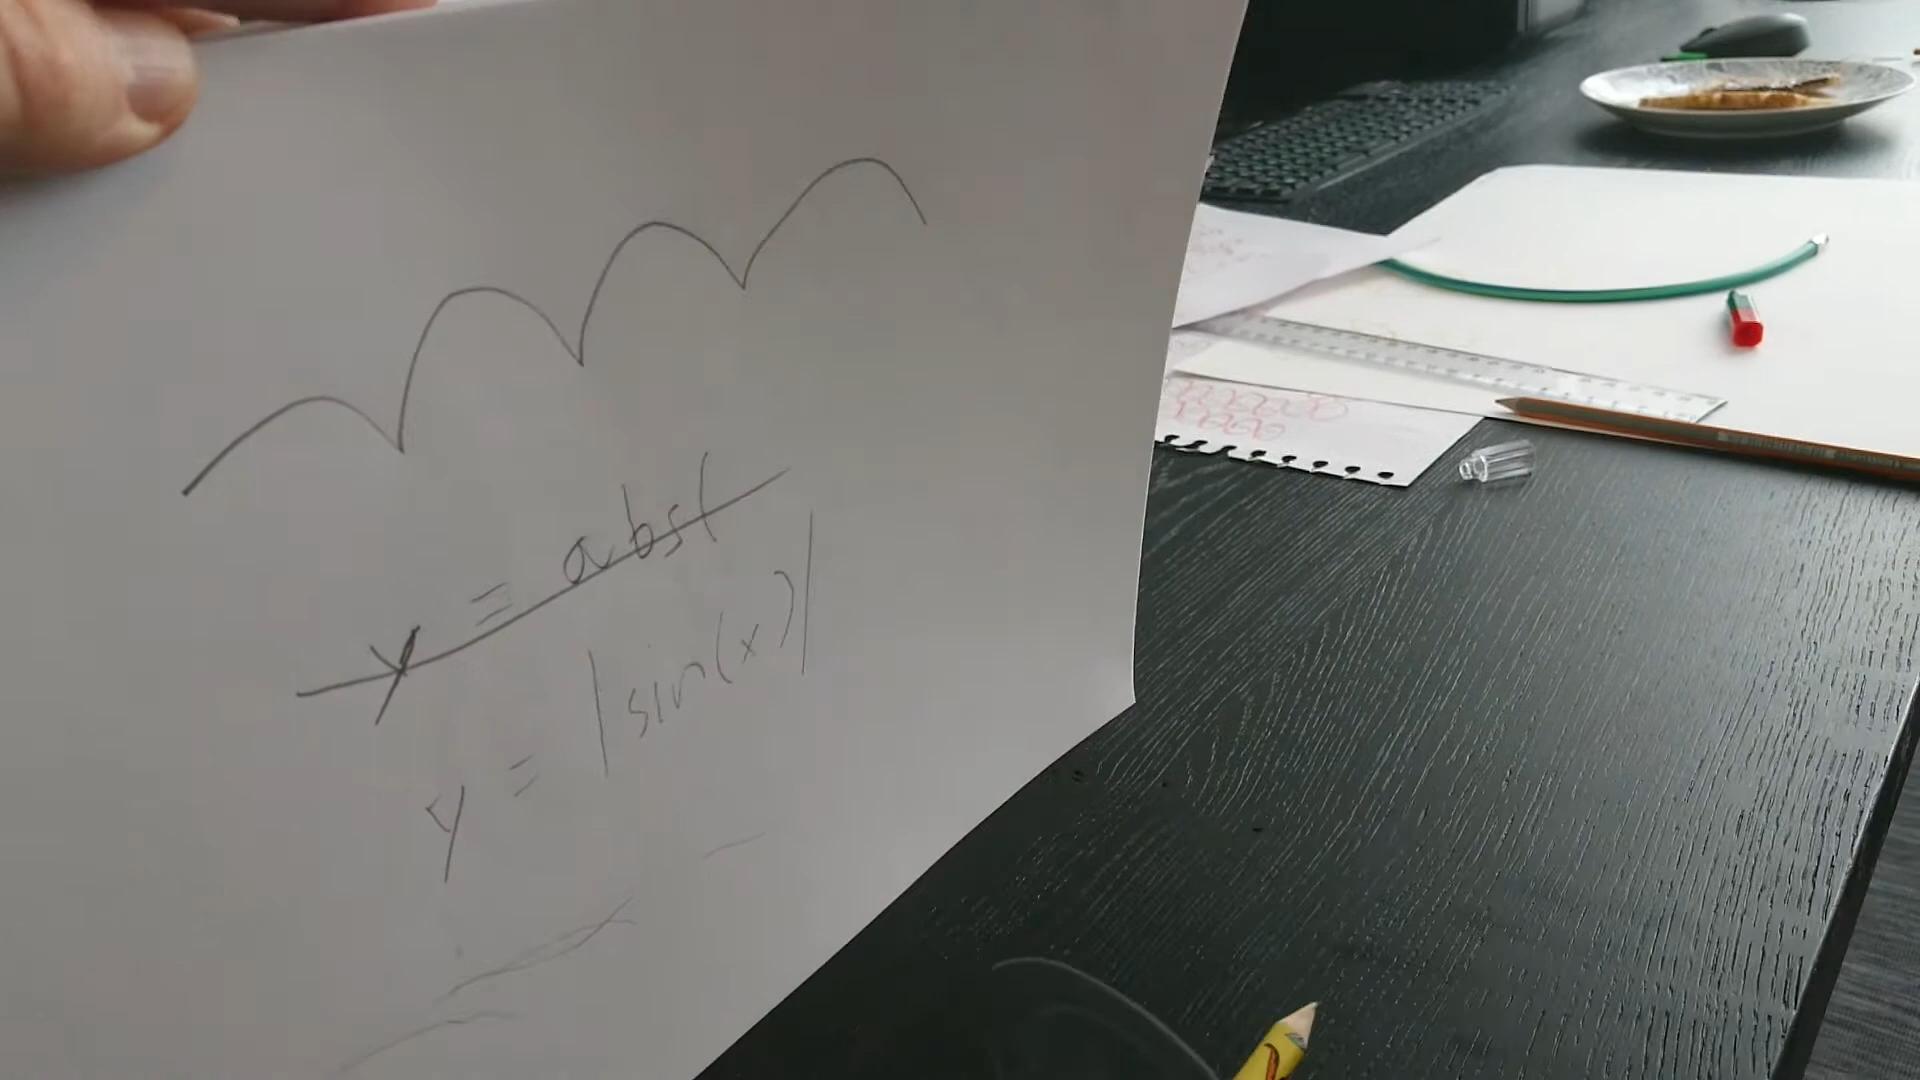 y = abs(
y = |sin(x)|